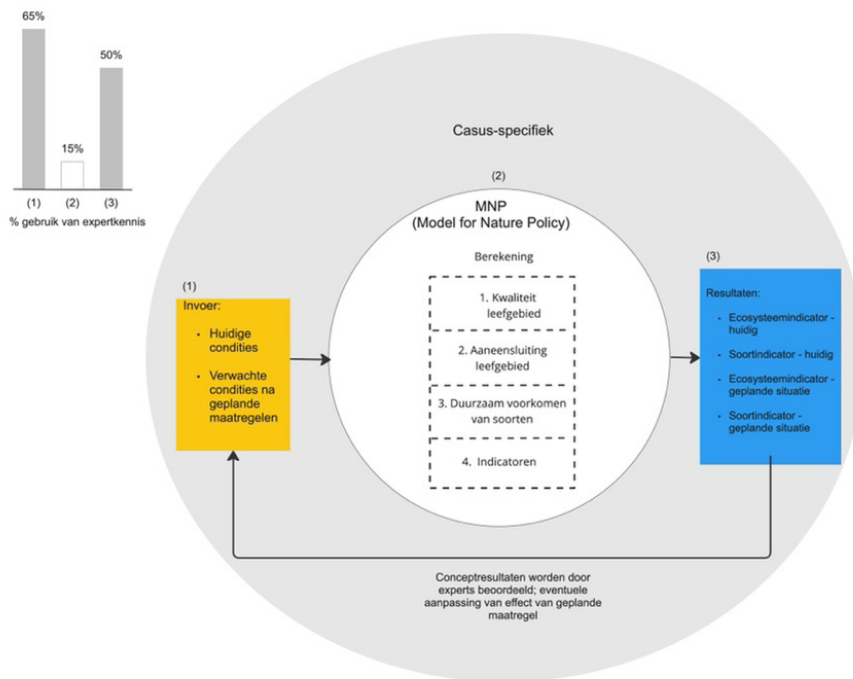 65%
50%
15%
(1)
(2)
(3)
% gebruik van expertkennis
Casus-specifiek
(2)
MNP
(Model for Nature Policy)
Berekening
1. Kwaliteit
leefgebied
2. Aaneensluiting
leefgebied
3. Duurzaam voorkomen
van soorten
4. Indicatoren
(1)
Invoer:
• Huidige
condities
• Verwachte
condities na
geplande
maatregelen
(3)
Resultaten:
• Ecosysteemindicator -
huidig
• Soortindicator - huidig
• Ecosysteemindicator -
geplande situatie
• Soortindicator -
geplande situatie
Conceptresultaten worden door
experts beoordeeld; eventuele
aanpassing van effect van geplande
maatregel